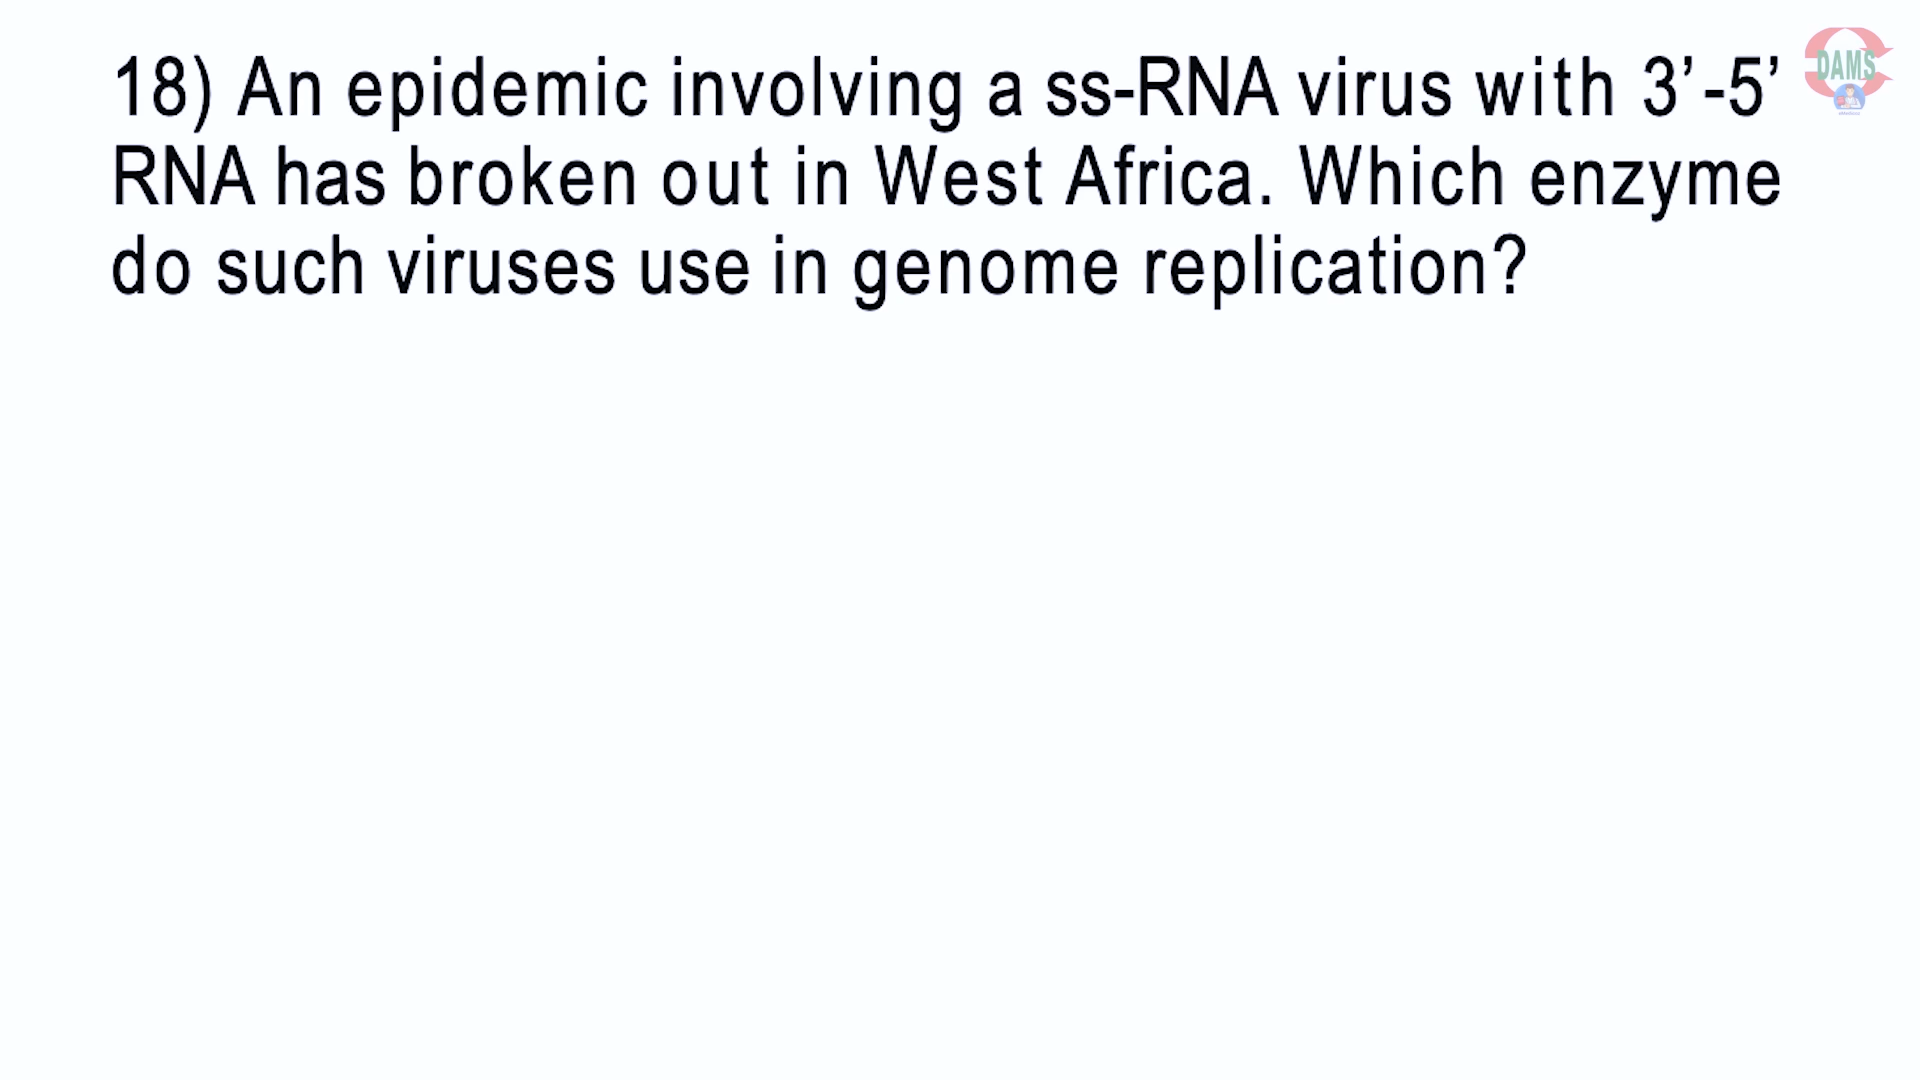 DAMS
18) An epidemic involving a ss-RNA virus with 3’-5’
RNA has broken out in West Africa. Which enzyme
do such viruses use in genome replication?